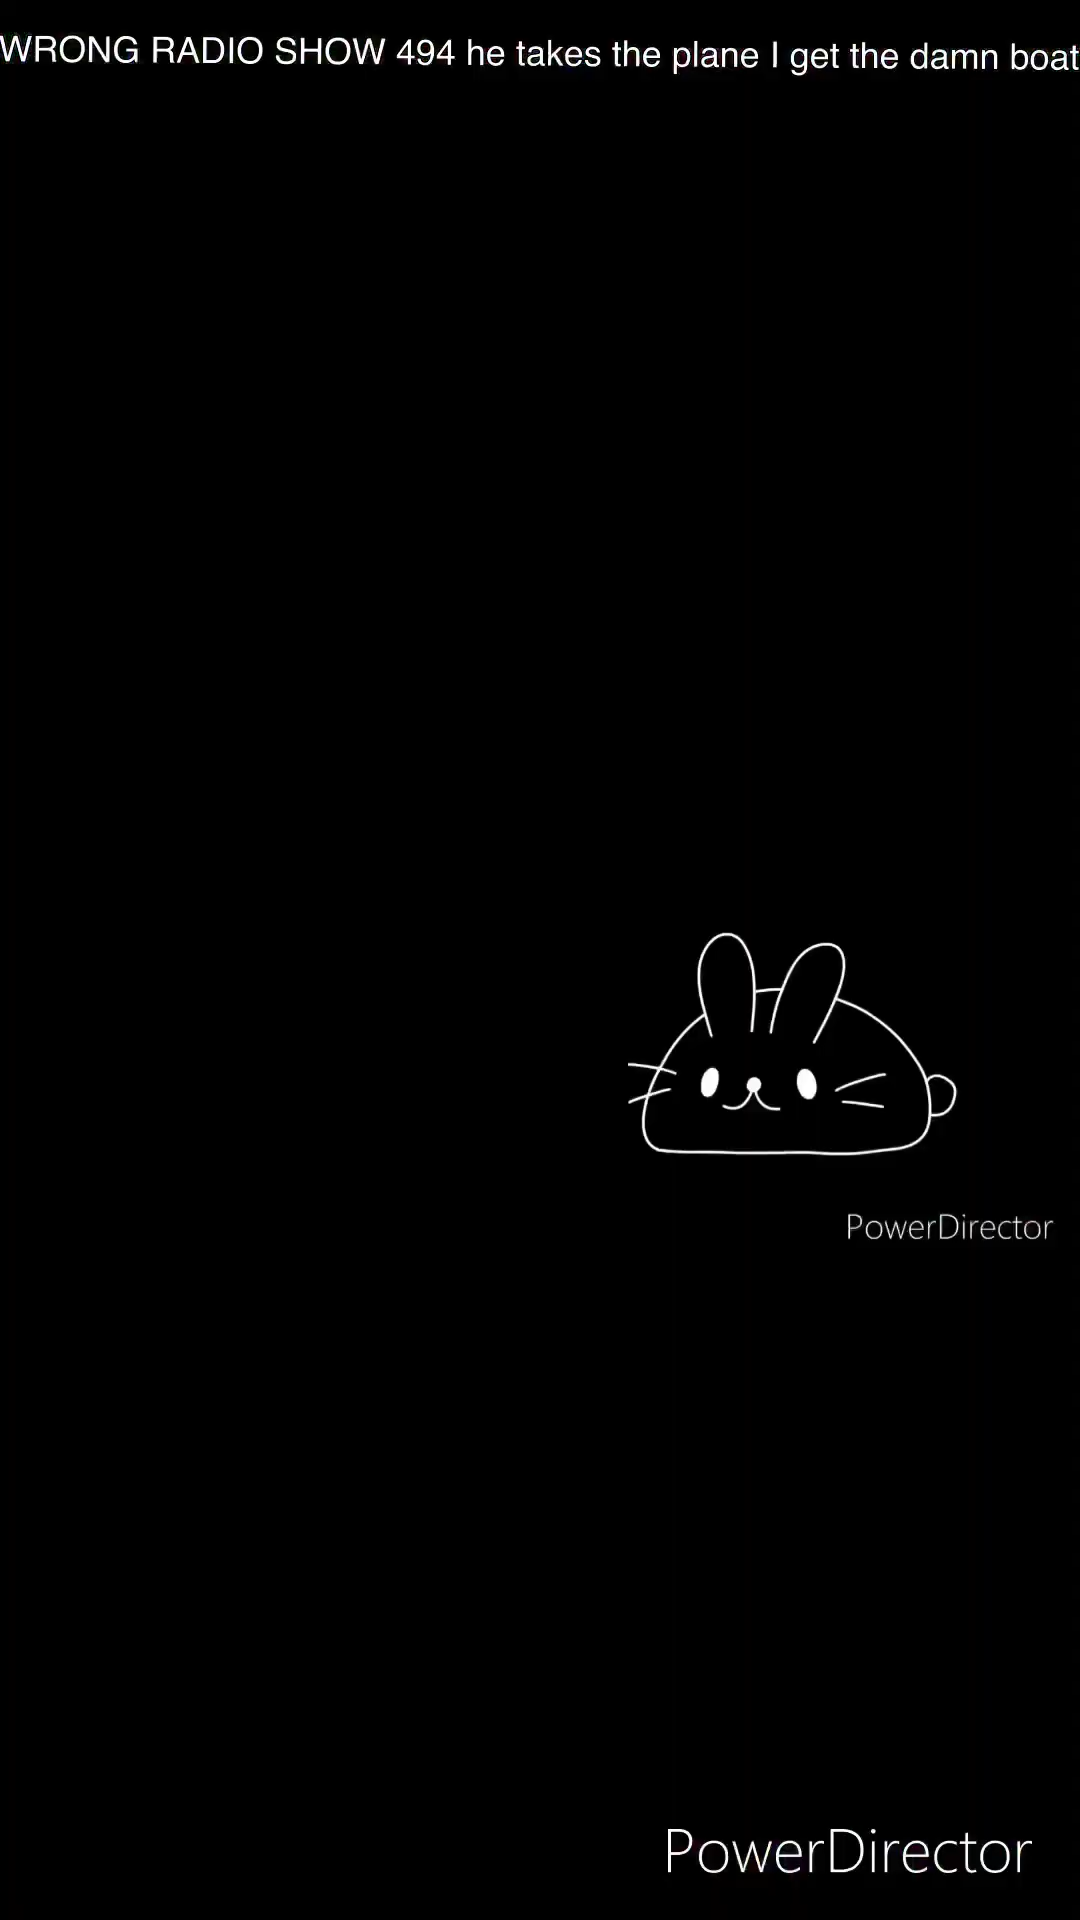 WRONG RADIO SHOW 494 he takes the plane I get the damn boat
PowerDirector
PowerDirector